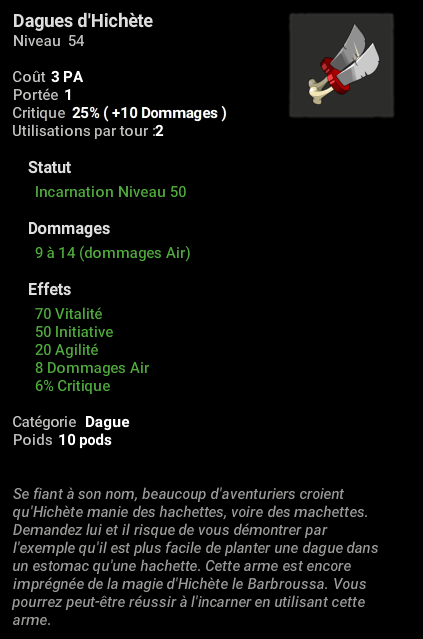 Dagues d'Hichète
Niveau 54
Coût 3 PA
Portée 1
Critique 25% ( +10 Dommages )
Utilisations par tour :2
Statut
Incarnation Niveau 50
Dommages
9 à 14 (dommages Air)
Effets
70 Vitalité
50 Initiative
20 Agilité
8 Dommages Air
6% Critique
Catégorie Dague
Poids 10 pods
Se fiant à son nom, beaucoup d'aventuriers croient
qu'Hichète manie des hachettes, voire des machettes.
Demandez lui et il risque de vous démontrer par
l'exemple qu'il est plus facile de planter une dague dans
un estomac qu'une hachette. Cette arme est encore
imprégnée de la magie d'Hichète le Barbroussa. Vous
pourrez peut-être réussir à l'incarner en utilisant cette
arme.